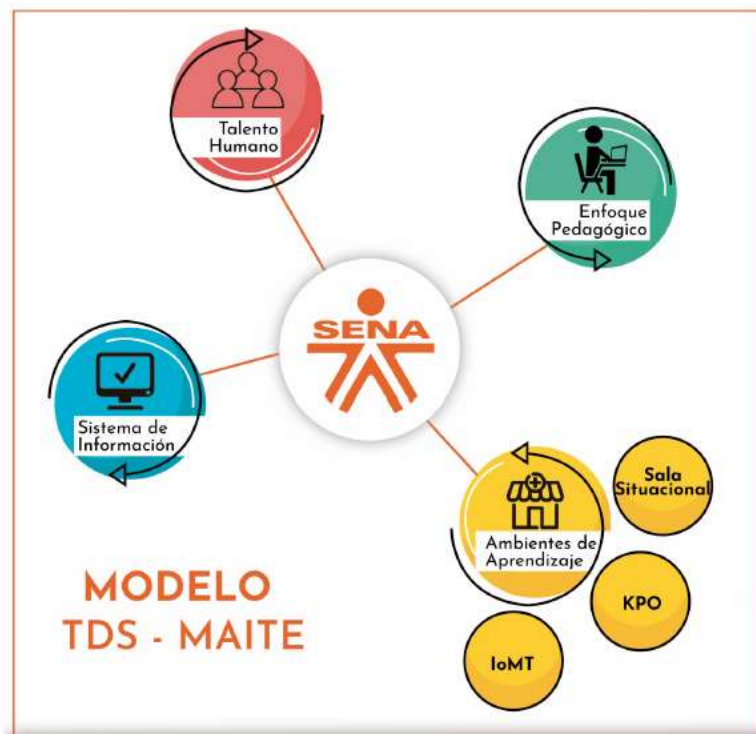 Talento
Humano
Enfoque
Pedagógico
SENA
Sistema de
Información
Ambientes de
Aprendizaje
Sala
Situacional
KPO
IoMT
MODELO
TDS - MAITE